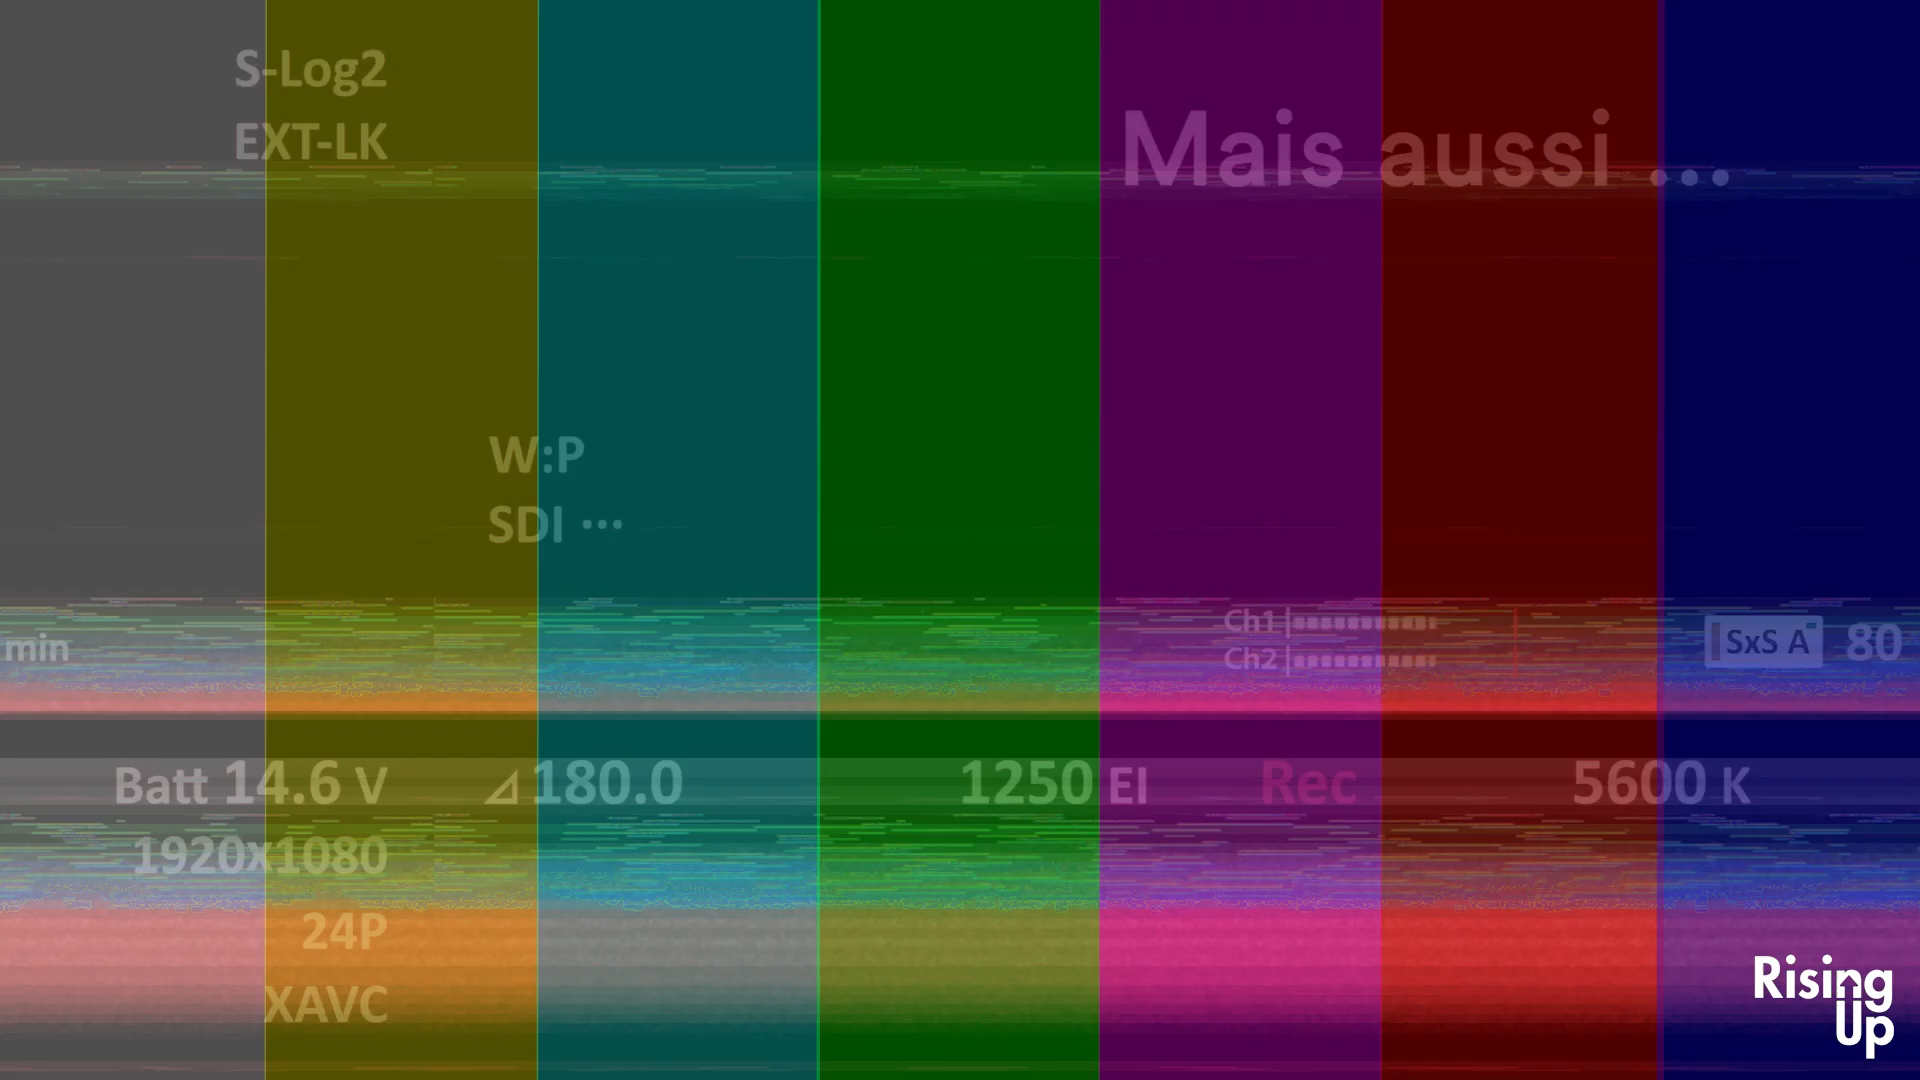 S-Log2
EXT-LK
Mais aussi ...
W:P
SDI ...
min
Ch1
Ch2
SxS A 80
Batt 14.6 V ⊿180.0 1250 EI Rec 5600 K
1920x1080
24P
XAVC
Rising
Up